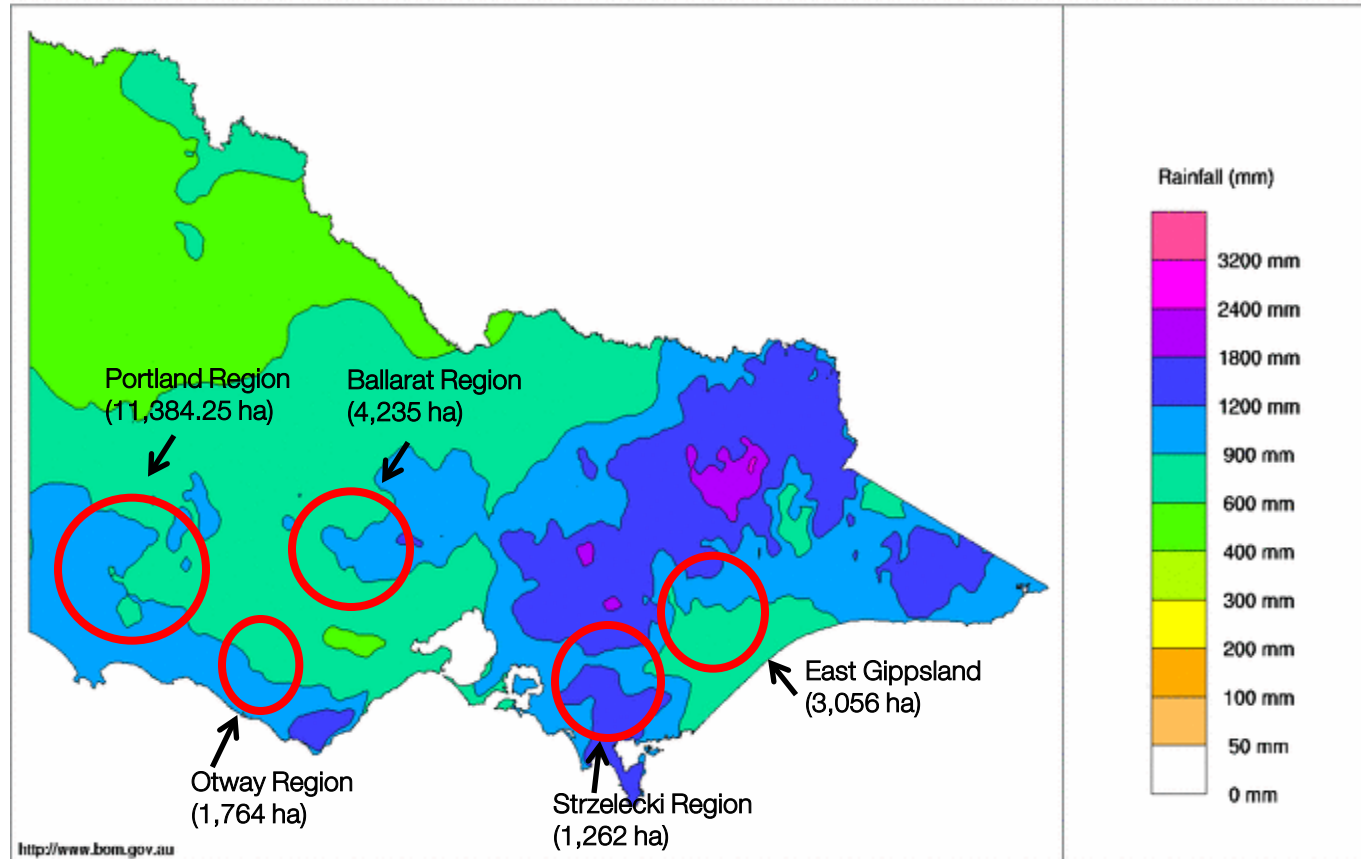 Rainfall (mm)
3200 mm
2400 mm
1800 mm
1200 mm
900 mm
600 mm
400 mm
300 mm
200 mm
100 mm
50 mm
0 mm
Portland Region
(11,384.25 ha)
Ballarat Region
(4,235 ha)
East Gippsland
(3,056 ha)
Otway Region
(1,764 ha)
Strzelecki Region
(1,262 ha)
http://www.bom.gov.au